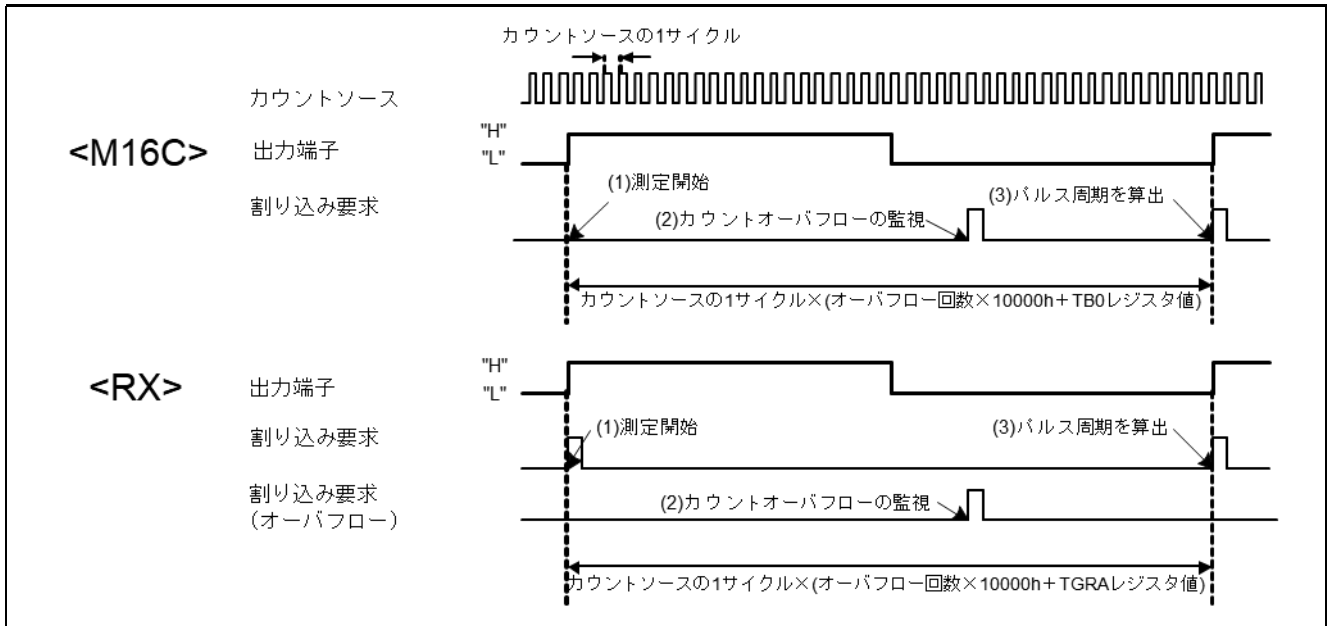 カウントソースの1サイクル
カウントソース
<M16C>
出力端子
"H"
"L"
割り込み要求
(1)測定開始
(2)カウントオーバフローの監視
(3)パルス周期を算出
カウントソースの1サイクル×(オーバフロー回数×10000h+TB0レジスタ値)
<RX>
出力端子
"H"
"L"
割り込み要求
(1)測定開始
(3)パルス周期を算出
割り込み要求
(オーバフロー)
(2)カウントオーバフローの監視
カウントソースの1サイクル×(オーバフロー回数×10000h+TGRAレジスタ値)